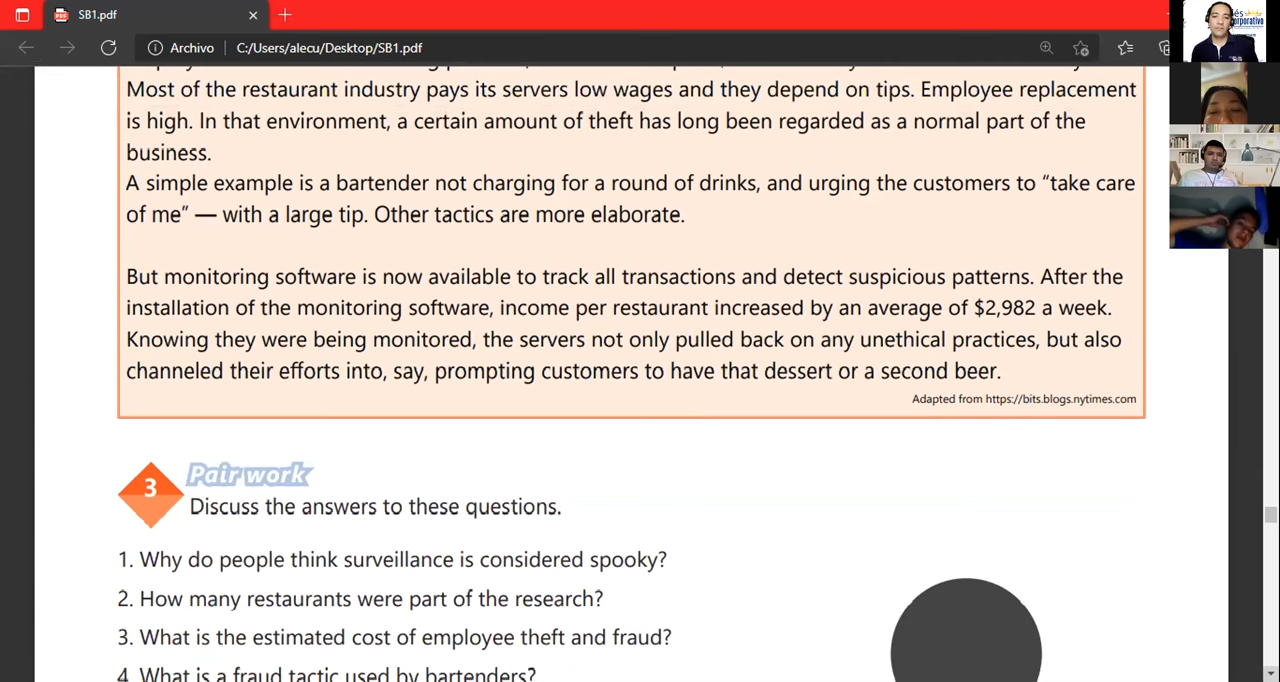 SB1.pdf
Archivo
C:/Users/alecu/Desktop/SB1.pdf
Most of the restaurant industry pays its servers low wages and they depend on tips. Employee replacement
is high. In that environment, a certain amount of theft has long been regarded as a normal part of the
business.
A simple example is a bartender not charging for a round of drinks, and urging the customers to “take care
of me” — with a large tip. Other tactics are more elaborate.
But monitoring software is now available to track all transactions and detect suspicious patterns. After the
installation of the monitoring software, income per restaurant increased by an average of $2,982 a week.
Knowing they were being monitored, the servers not only pulled back on any unethical practices, but also
channeled their efforts into, say, prompting customers to have that dessert or a second beer.
Adapted from https://bits.blogs.nytimes.com
3
Pair work
Discuss the answers to these questions.
1. Why do people think surveillance is considered spooky?
2. How many restaurants were part of the research?
3. What is the estimated cost of employee theft and fraud?
4. What is a fraud tactic used by bartenders?